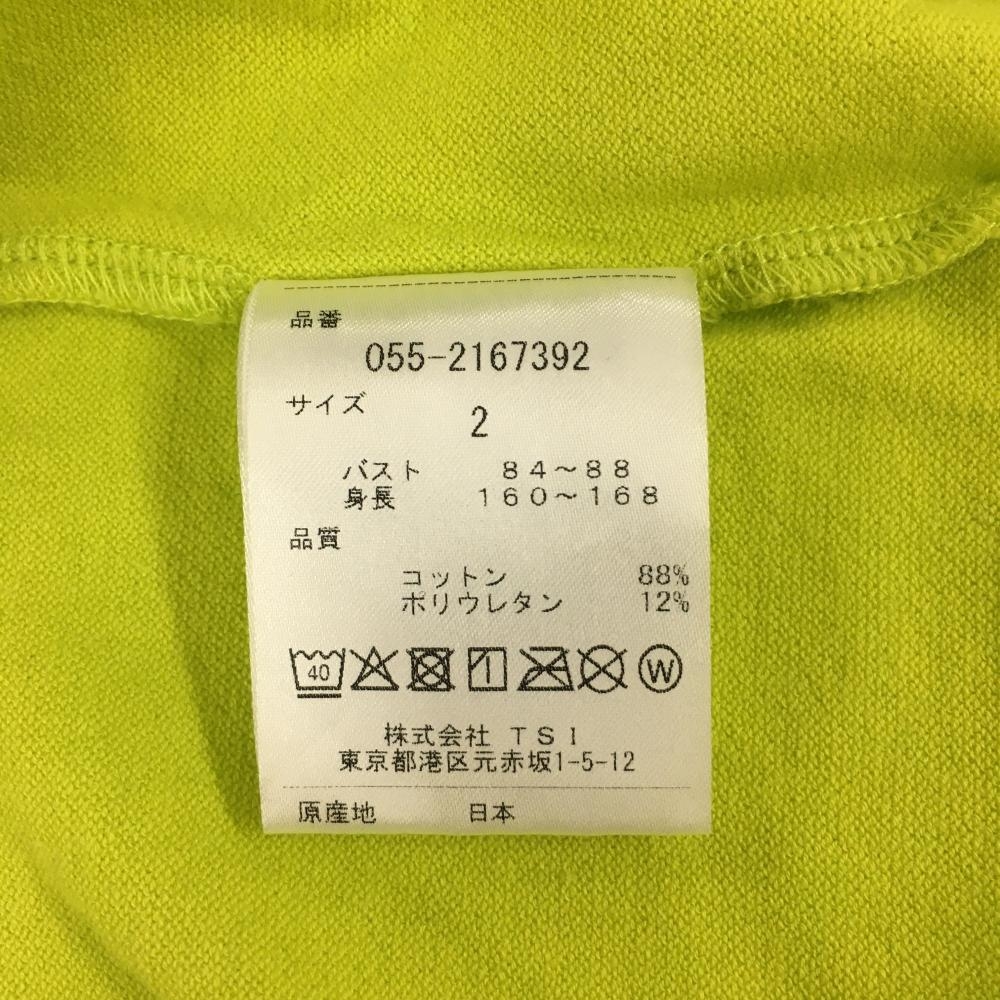 品番
055-2167392
サイズ
2
バスト 84～88
身長 160～168
品質
コットン 88%
ポリウレタン 12%
40 W
株式会社 TSI
東京都港区元赤坂1-5-12
原産地 日本